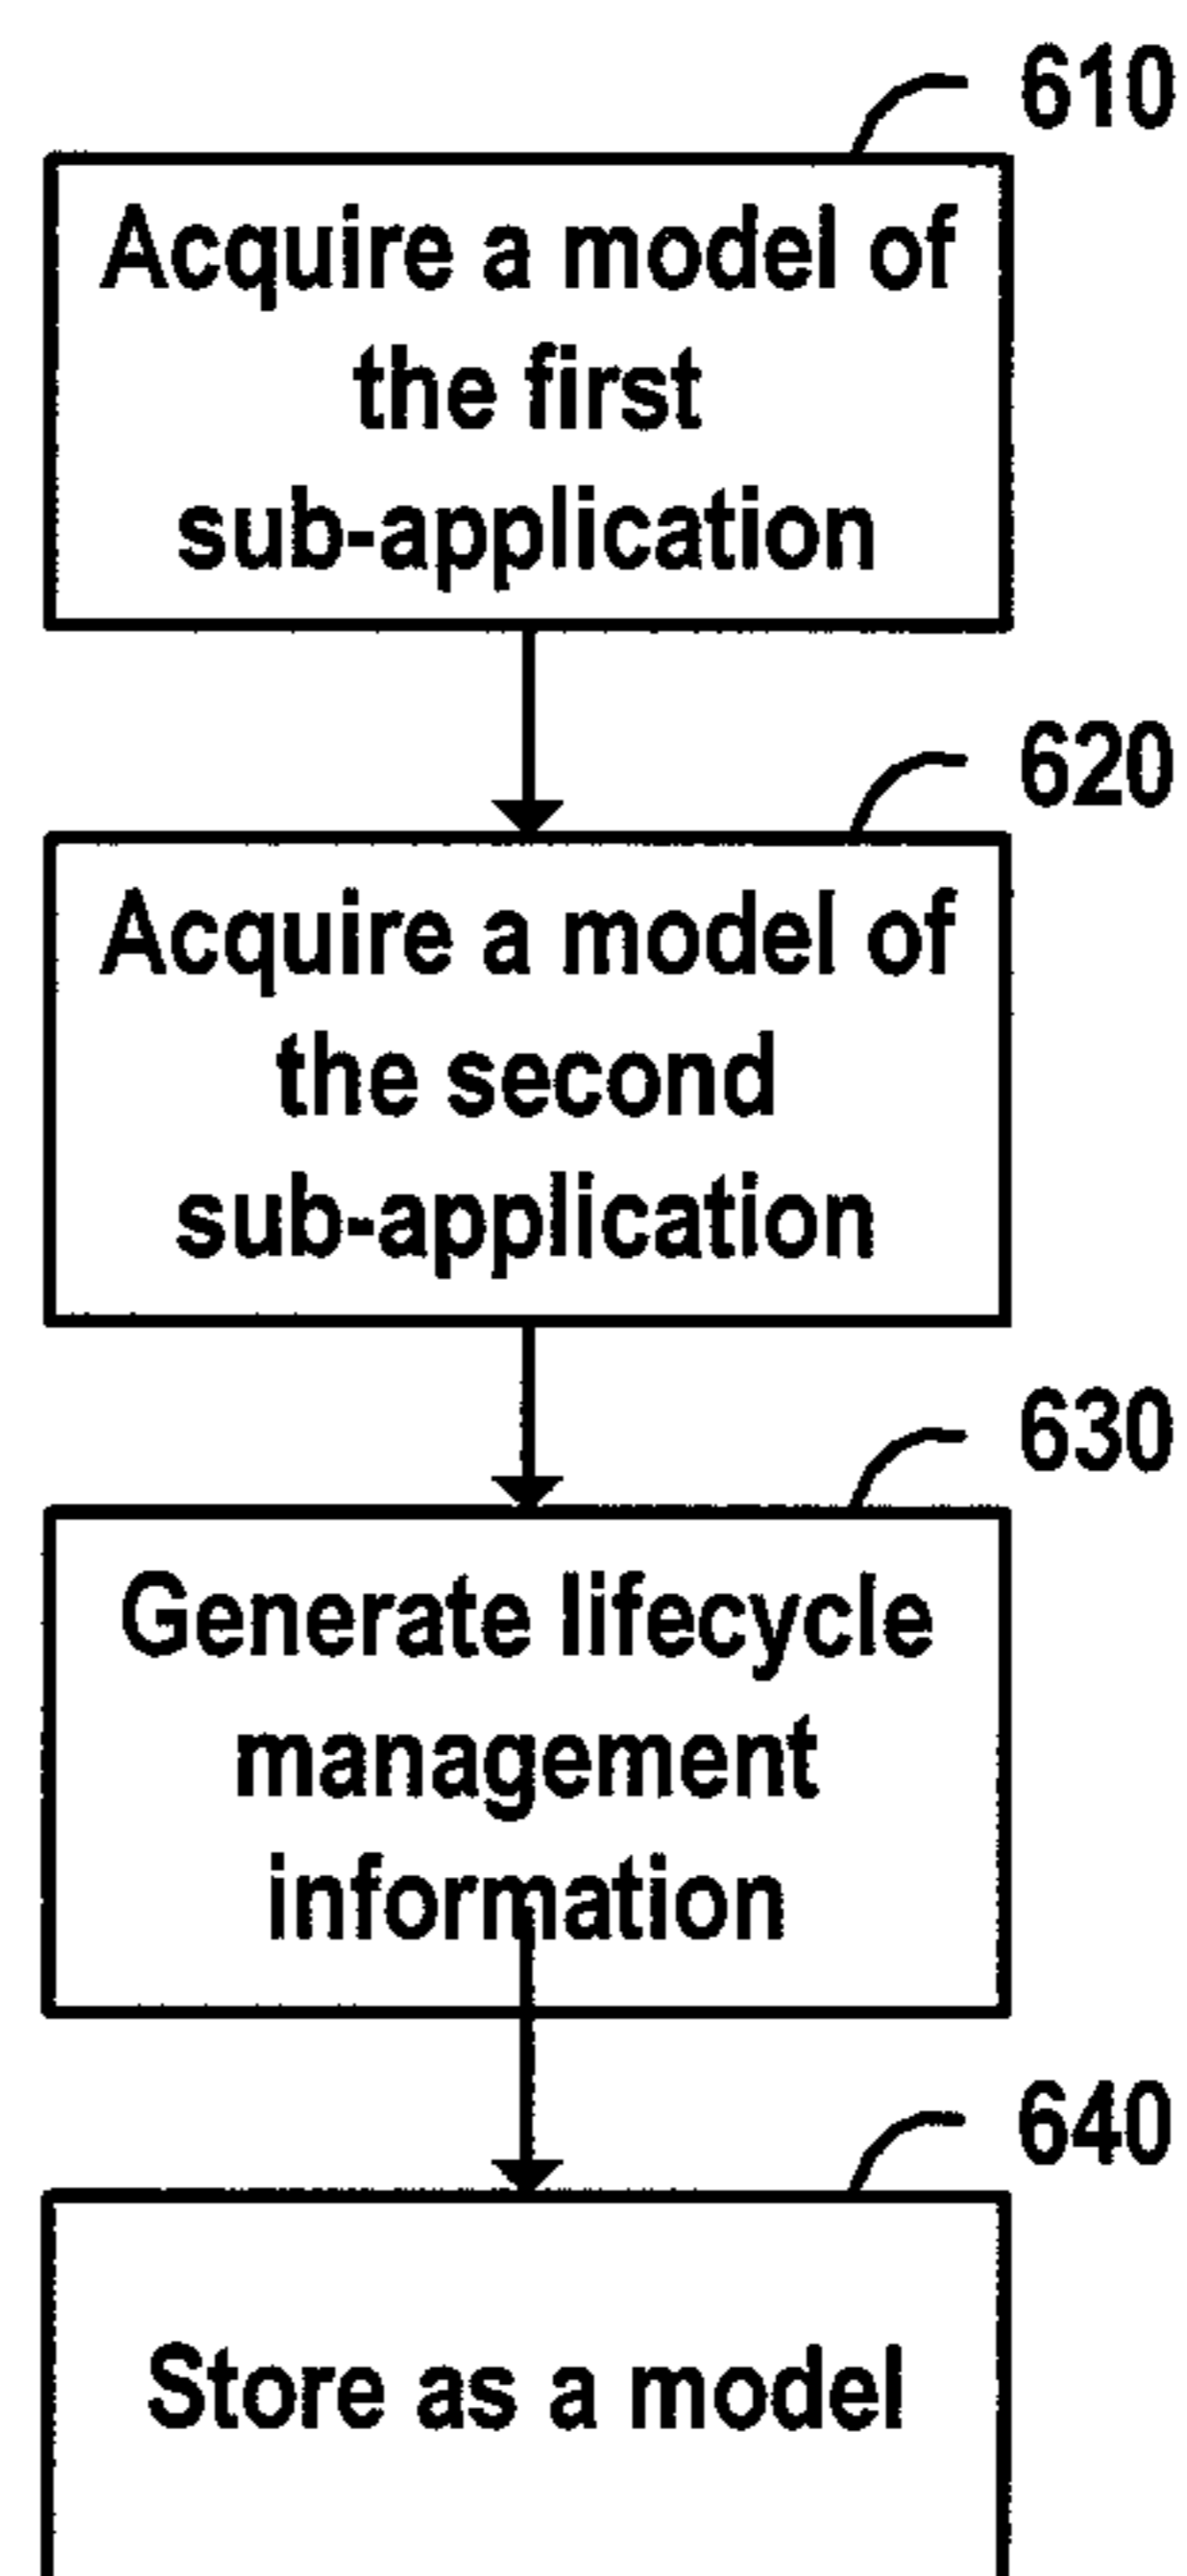 610
Acquire a model of
the first
sub-application
620
Acquire a model of
the second
sub-application
630
Generate lifecycle
management
information
640
Store as a model